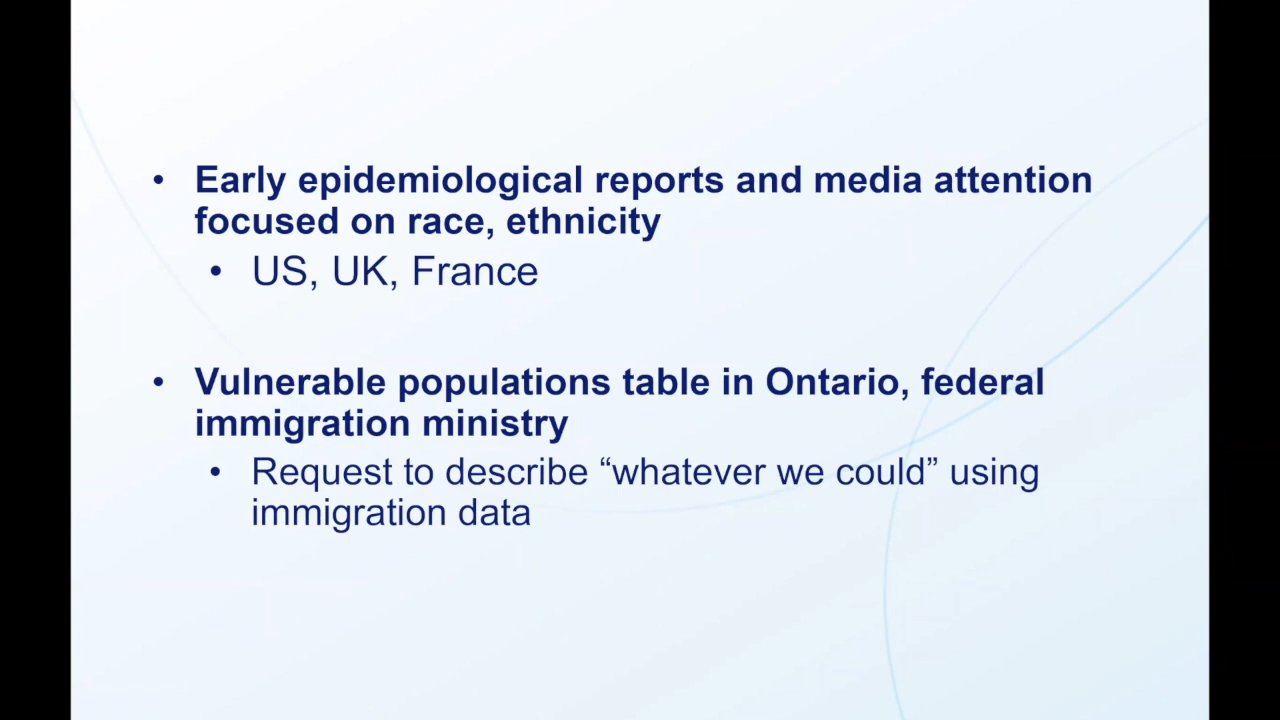 • Early epidemiological reports and media attention
focused on race, ethnicity
• US, UK, France
• Vulnerable populations table in Ontario, federal
immigration ministry
• Request to describe “whatever we could” using
immigration data